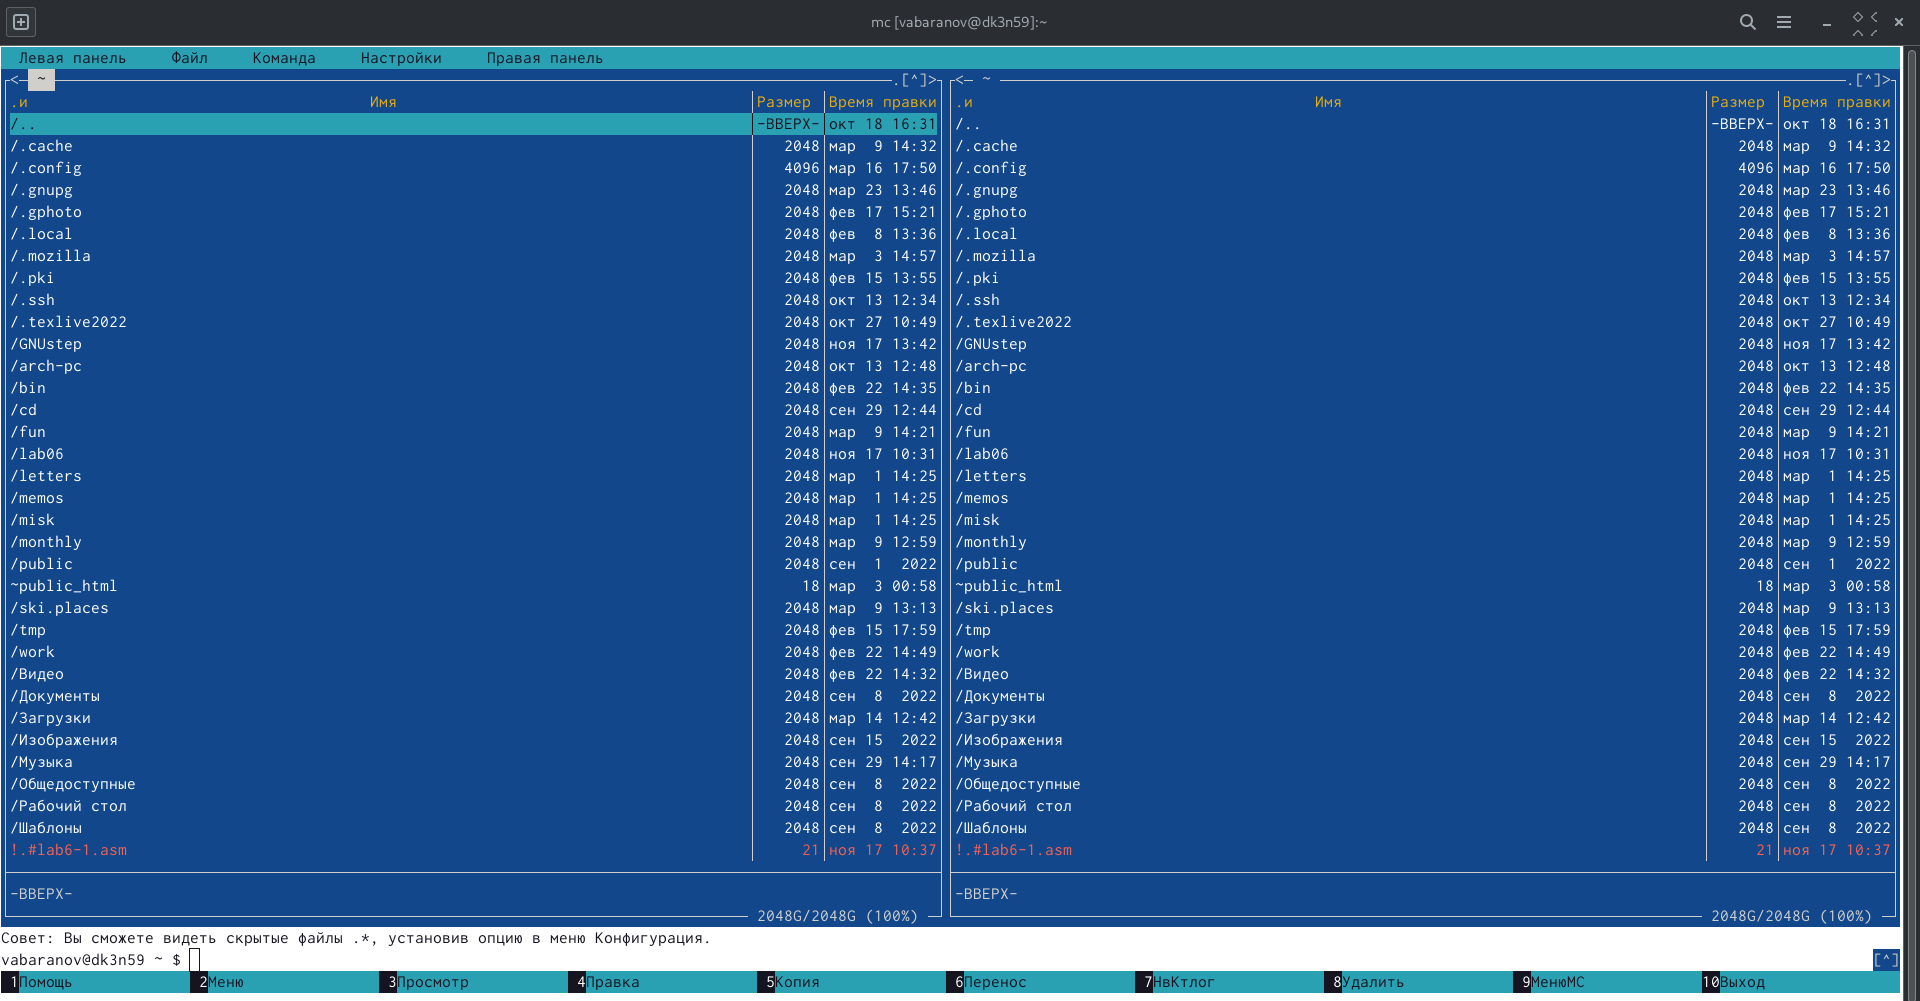 mc [vabaranov@dk3n59]:~
Левая панель Файл Команда Настройки Правая панель
<─ ~ .[^]> <─ ~ .[^]>
.и Имя Размер Время правки .и Имя Размер Время правки
/.. -ВВЕРХ- окт 18 16:31 /.. -ВВЕРХ- окт 18 16:31
/.cache 2048 мар 9 14:32 /.cache 2048 мар 9 14:32
/.config 4096 мар 16 17:50 /.config 4096 мар 16 17:50
/.gnupg 2048 мар 23 13:46 /.gnupg 2048 мар 23 13:46
/.gphoto 2048 фев 17 15:21 /.gphoto 2048 фев 17 15:21
/.local 2048 фев 8 13:36 /.local 2048 фев 8 13:36
/.mozilla 2048 мар 3 14:57 /.mozilla 2048 мар 3 14:57
/.pki 2048 фев 15 13:55 /.pki 2048 фев 15 13:55
/.ssh 2048 окт 13 12:34 /.ssh 2048 окт 13 12:34
/.texlive2022 2048 окт 27 10:49 /.texlive2022 2048 окт 27 10:49
/GNUstep 2048 ноя 17 13:42 /GNUstep 2048 ноя 17 13:42
/arch-pc 2048 окт 13 12:48 /arch-pc 2048 окт 13 12:48
/bin 2048 фев 22 14:35 /bin 2048 фев 22 14:35
/cd 2048 сен 29 12:44 /cd 2048 сен 29 12:44
/fun 2048 мар 9 14:21 /fun 2048 мар 9 14:21
/lab06 2048 ноя 17 10:31 /lab06 2048 ноя 17 10:31
/letters 2048 мар 1 14:25 /letters 2048 мар 1 14:25
/memos 2048 мар 1 14:25 /memos 2048 мар 1 14:25
/misk 2048 мар 1 14:25 /misk 2048 мар 1 14:25
/monthly 2048 мар 9 12:59 /monthly 2048 мар 9 12:59
/public 2048 сен 1 2022 /public 2048 сен 1 2022
~public_html 18 мар 3 00:58 ~public_html 18 мар 3 00:58
/ski.places 2048 мар 9 13:13 /ski.places 2048 мар 9 13:13
/tmp 2048 фев 15 17:59 /tmp 2048 фев 15 17:59
/work 2048 фев 22 14:49 /work 2048 фев 22 14:49
/Видео 2048 фев 22 14:32 /Видео 2048 фев 22 14:32
/Документы 2048 сен 8 2022 /Документы 2048 сен 8 2022
/Загрузки 2048 мар 14 12:42 /Загрузки 2048 мар 14 12:42
/Изображения 2048 сен 15 2022 /Изображения 2048 сен 15 2022
/Музыка 2048 сен 29 14:17 /Музыка 2048 сен 29 14:17
/Общедоступные 2048 сен 8 2022 /Общедоступные 2048 сен 8 2022
/Рабочий стол 2048 сен 8 2022 /Рабочий стол 2048 сен 8 2022
/Шаблоны 2048 сен 8 2022 /Шаблоны 2048 сен 8 2022
!.#lab6-1.asm 21 ноя 17 10:37 !.#lab6-1.asm 21 ноя 17 10:37
-ВВЕРХ- -ВВЕРХ-
2048G/2048G (100%) 2048G/2048G (100%)
Совет: Вы сможете видеть скрытые файлы .*, установив опцию в меню Конфигурация.
vabaranov@dk3n59 ~ $ [^]
1Помощь 2Меню 3Просмотр 4Правка 5Копия 6Перенос 7НвКтлог 8Удалить 9МенюMC 10Выход